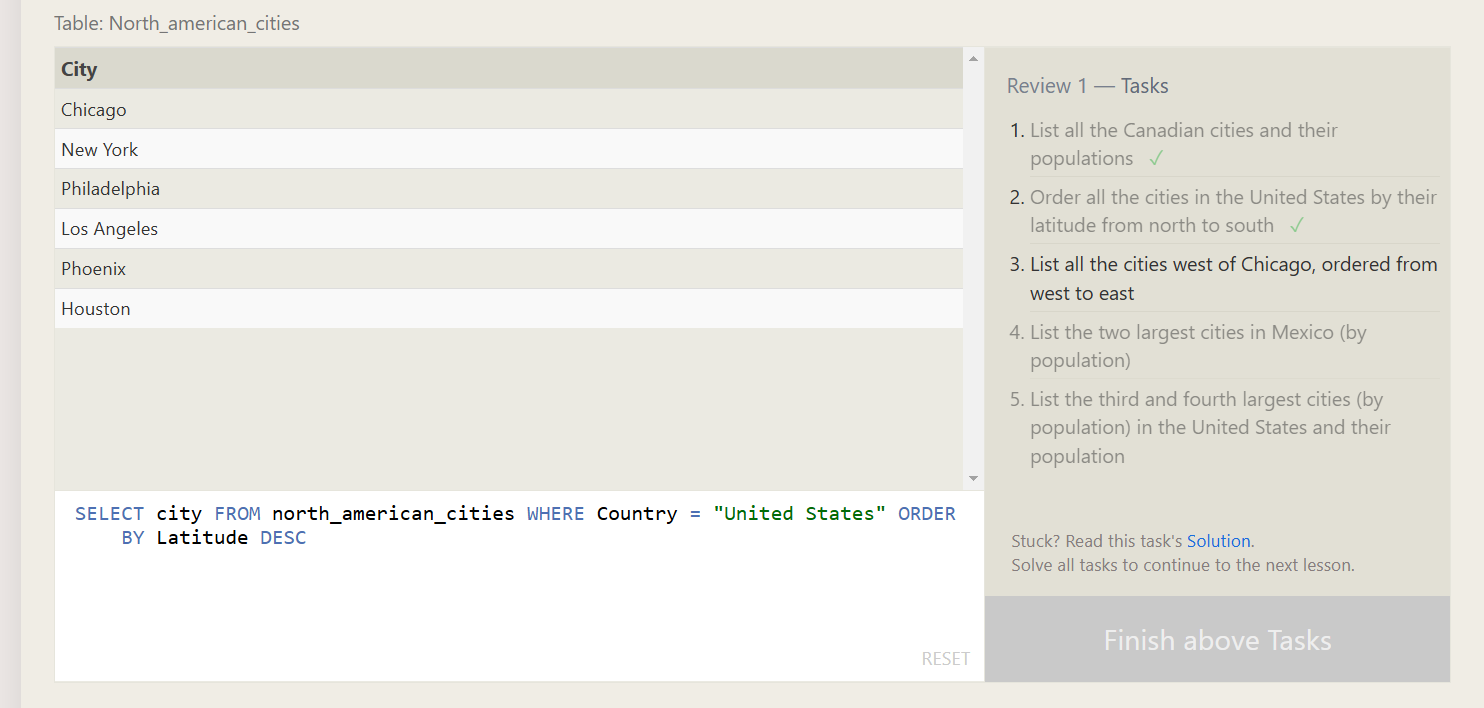 Table: North_american_cities
City
Chicago
New York
Philadelphia
Los Angeles
Phoenix
Houston
SELECT city FROM north_american_cities WHERE Country = "United States" ORDER
BY Latitude DESC
RESET
Review 1 — Tasks
1. List all the Canadian cities and their
populations ✓
2. Order all the cities in the United States by their
latitude from north to south ✓
3. List all the cities west of Chicago, ordered from
west to east
4. List the two largest cities in Mexico (by
population)
5. List the third and fourth largest cities (by
population) in the United States and their
population
Stuck? Read this task's Solution.
Solve all tasks to continue to the next lesson.
Finish above Tasks